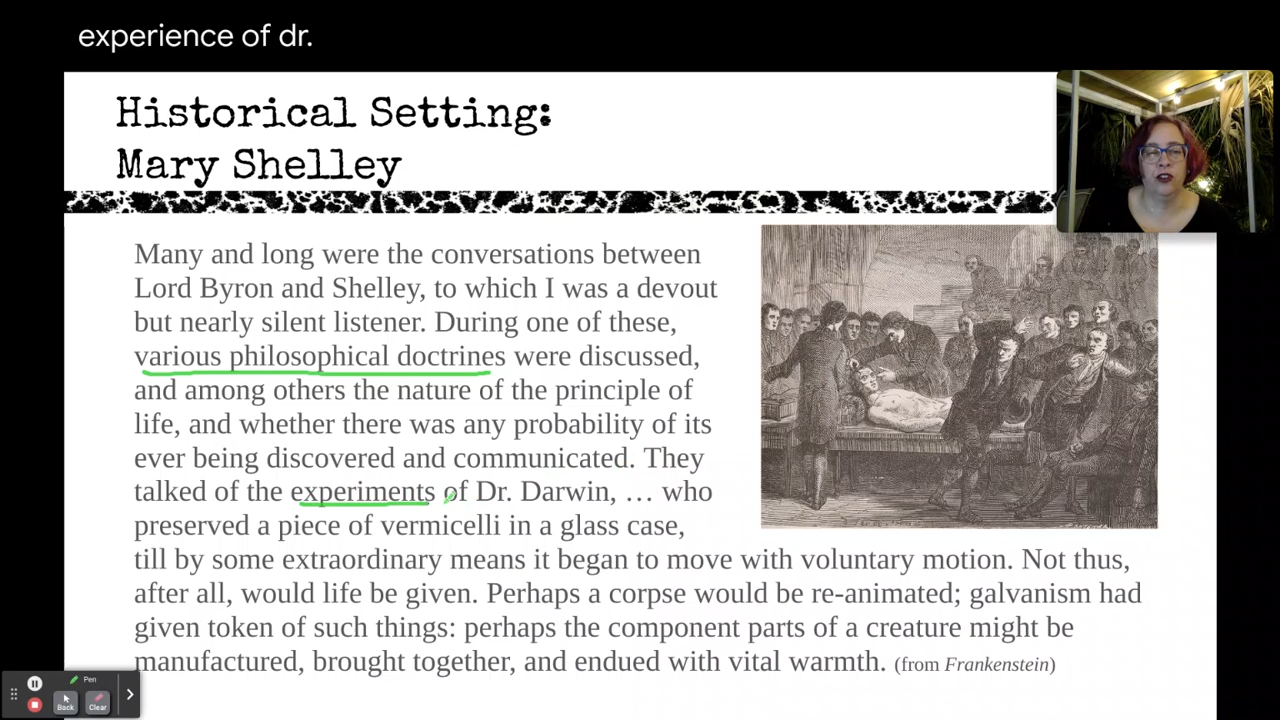 experience of dr.
Historical Setting:
Mary Shelley
Many and long were the conversations between
Lord Byron and Shelley, to which I was a devout
but nearly silent listener. During one of these,
various philosophical doctrines were discussed,
and among others the nature of the principle of
life, and whether there was any probability of its
ever being discovered and communicated. They
talked of the experiments of Dr. Darwin, … who
preserved a piece of vermicelli in a glass case,
till by some extraordinary means it began to move with voluntary motion. Not thus,
after all, would life be given. Perhaps a corpse would be re-animated; galvanism had
given token of such things: perhaps the component parts of a creature might be
manufactured, brought together, and endued with vital warmth. (from Frankenstein)
Pen
Back Clear